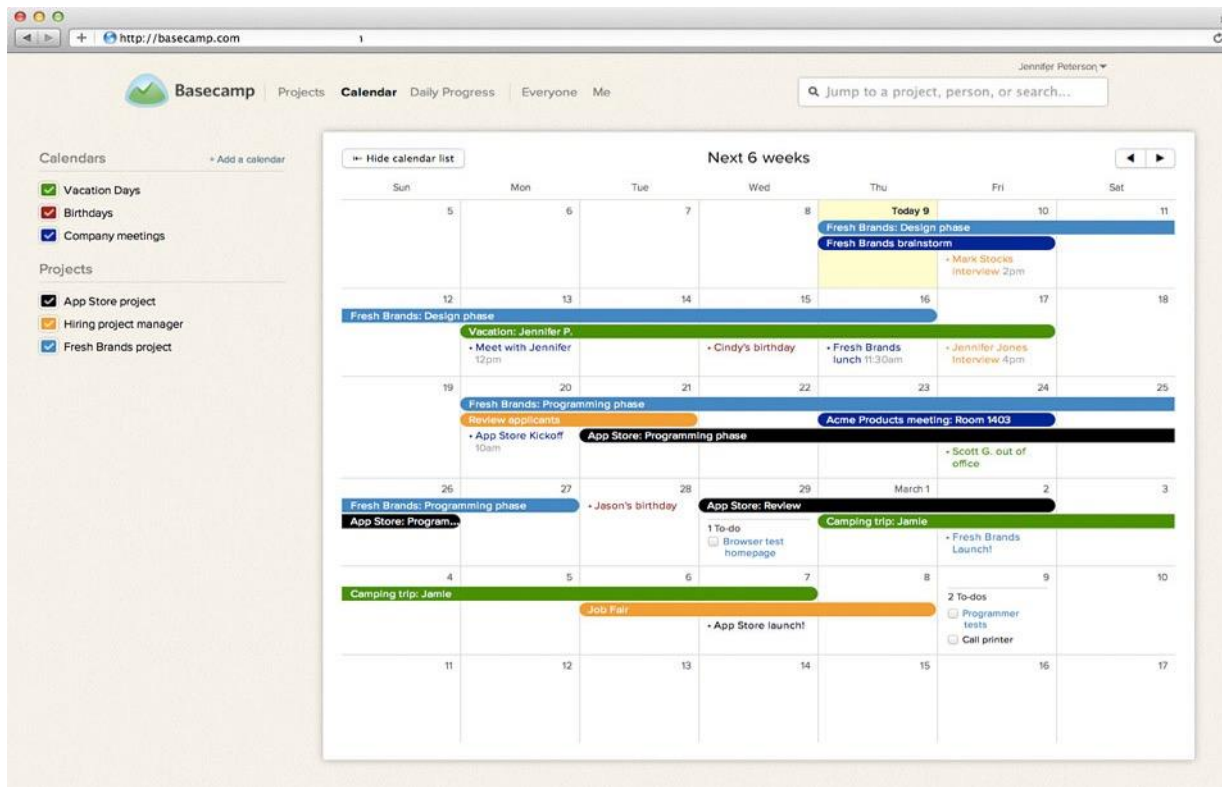 http://basecamp.com
Jennifer Peterson
Basecamp Projects Calendar Daily Progress Everyone Me
Jump to a project, person, or search...
Calendars + Add a calendar
Vacation Days
Birthdays
Company meetings
Projects
App Store project
Hiring project manager
Fresh Brands project
Hide calendar list
Next 6 weeks
Sun Mon Tue Wed Thu Fri Sat
5 6 7 8 Today 9 10 11
Fresh Brands: Design phase
Fresh Brands brainstorm
• Mark Stocks
Interview 2pm
12 13 14 15 16 17 18
Fresh Brands: Design phase
Vacation: Jennifer P.
• Meet with Jennifer
12pm
• Cindy's birthday
• Fresh Brands
lunch 11:30am
• Jennifer Jones
Interview 4pm
19 20 21 22 23 24 25
Fresh Brands: Programming phase
Review applicants
Acme Products meeting: Room 1403
• App Store Kickoff
10am
App Store: Programming phase
• Scott G. out of
office
26 27 28 29 March 1 2 3
Fresh Brands: Programming phase
• Jason's birthday
App Store: Review
App Store: Program...
1 To-do
Browser test
homepage
Camping trip: Jamie
• Fresh Brands
Launch!
4 5 6 7 8 9 10
Camping trip: Jamie
Job Fair
• App Store launch!
2 To-dos
Programmer
tests
Call printer
11 12 13 14 15 16 17